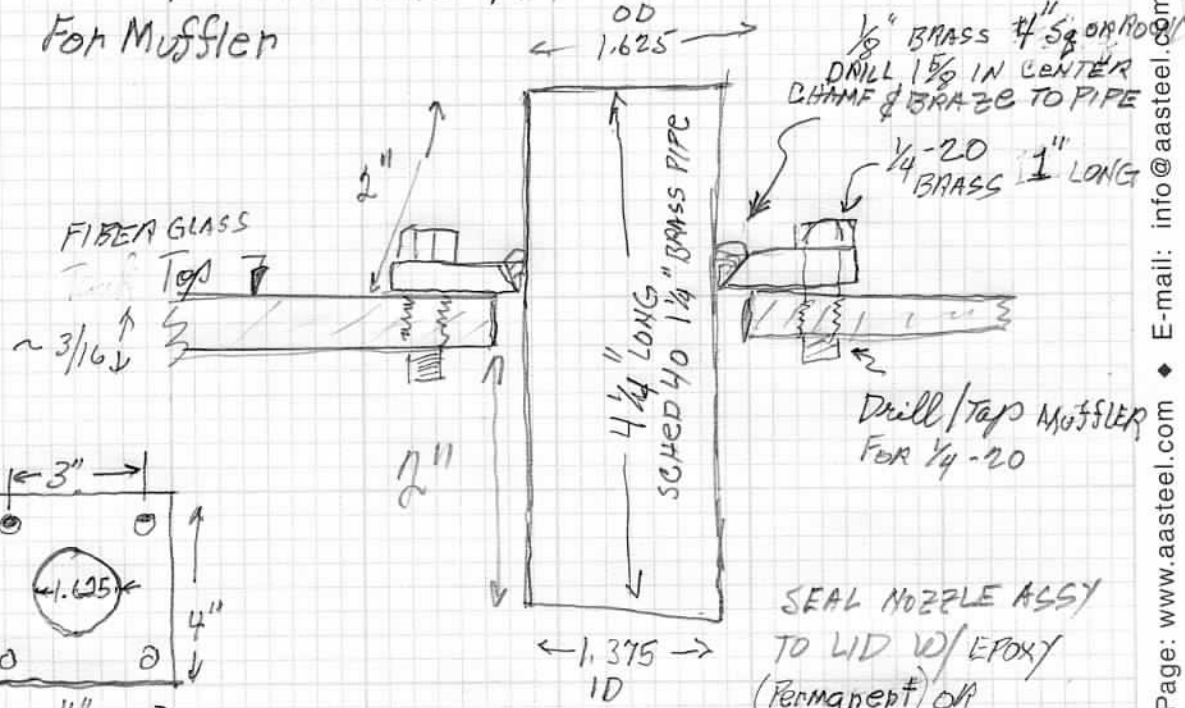 For Muffler
OD
1.625
1/8" BRASS 4" Sq OR ROUND
DRILL 1 5/8 IN CENTER
CHAMF & BRAZE TO PIPE
1/4-20
BRASS 1" LONG
2"
FIBERGLASS
Top
~ 3/16
4 1/4" LONG
SCHED 40 1 1/4" BRASS PIPE
Drill/Tap MUFFLER
FOR 1/4-20
2"
3"
1.625
4"
1.375
ID
SEAL NOZZLE ASSY
TO LID W/ EPOXY
(Permanent) OR
Page: www.aasteel.com ◆ E-mail: info@aasteel.com